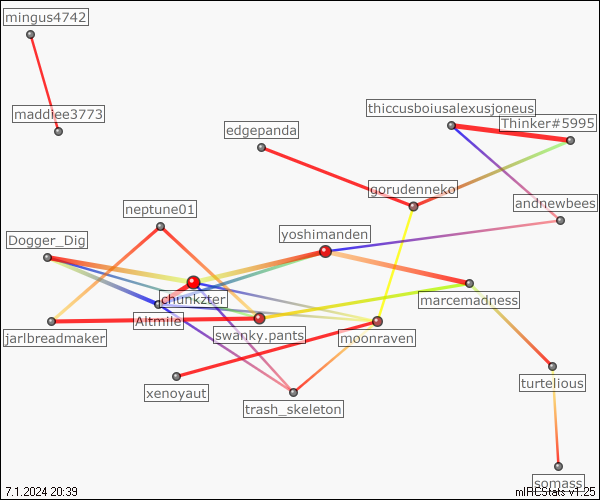 mingus4742
maddiee3773
thiccusboiusalexusjoneus
Thinker#5995
edgepanda
gorudenneko
andnewbees
neptune01
yoshimanden
Dogger_Dig
chunkzter
marcemadness
Altmile
swanky.pants
jarlbreadmaker
moonraven
turtelious
xenoyaut
trash_skeleton
somass
7.1.2024 20:39
mIRCStats v1.25